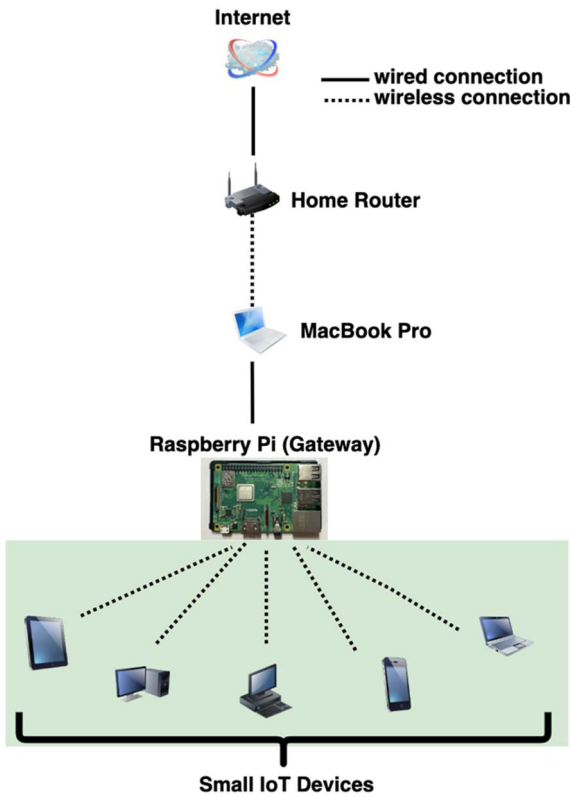 Internet
wired connection
wireless connection
Home Router
MacBook Pro
Raspberry Pi (Gateway)
Small IoT Devices